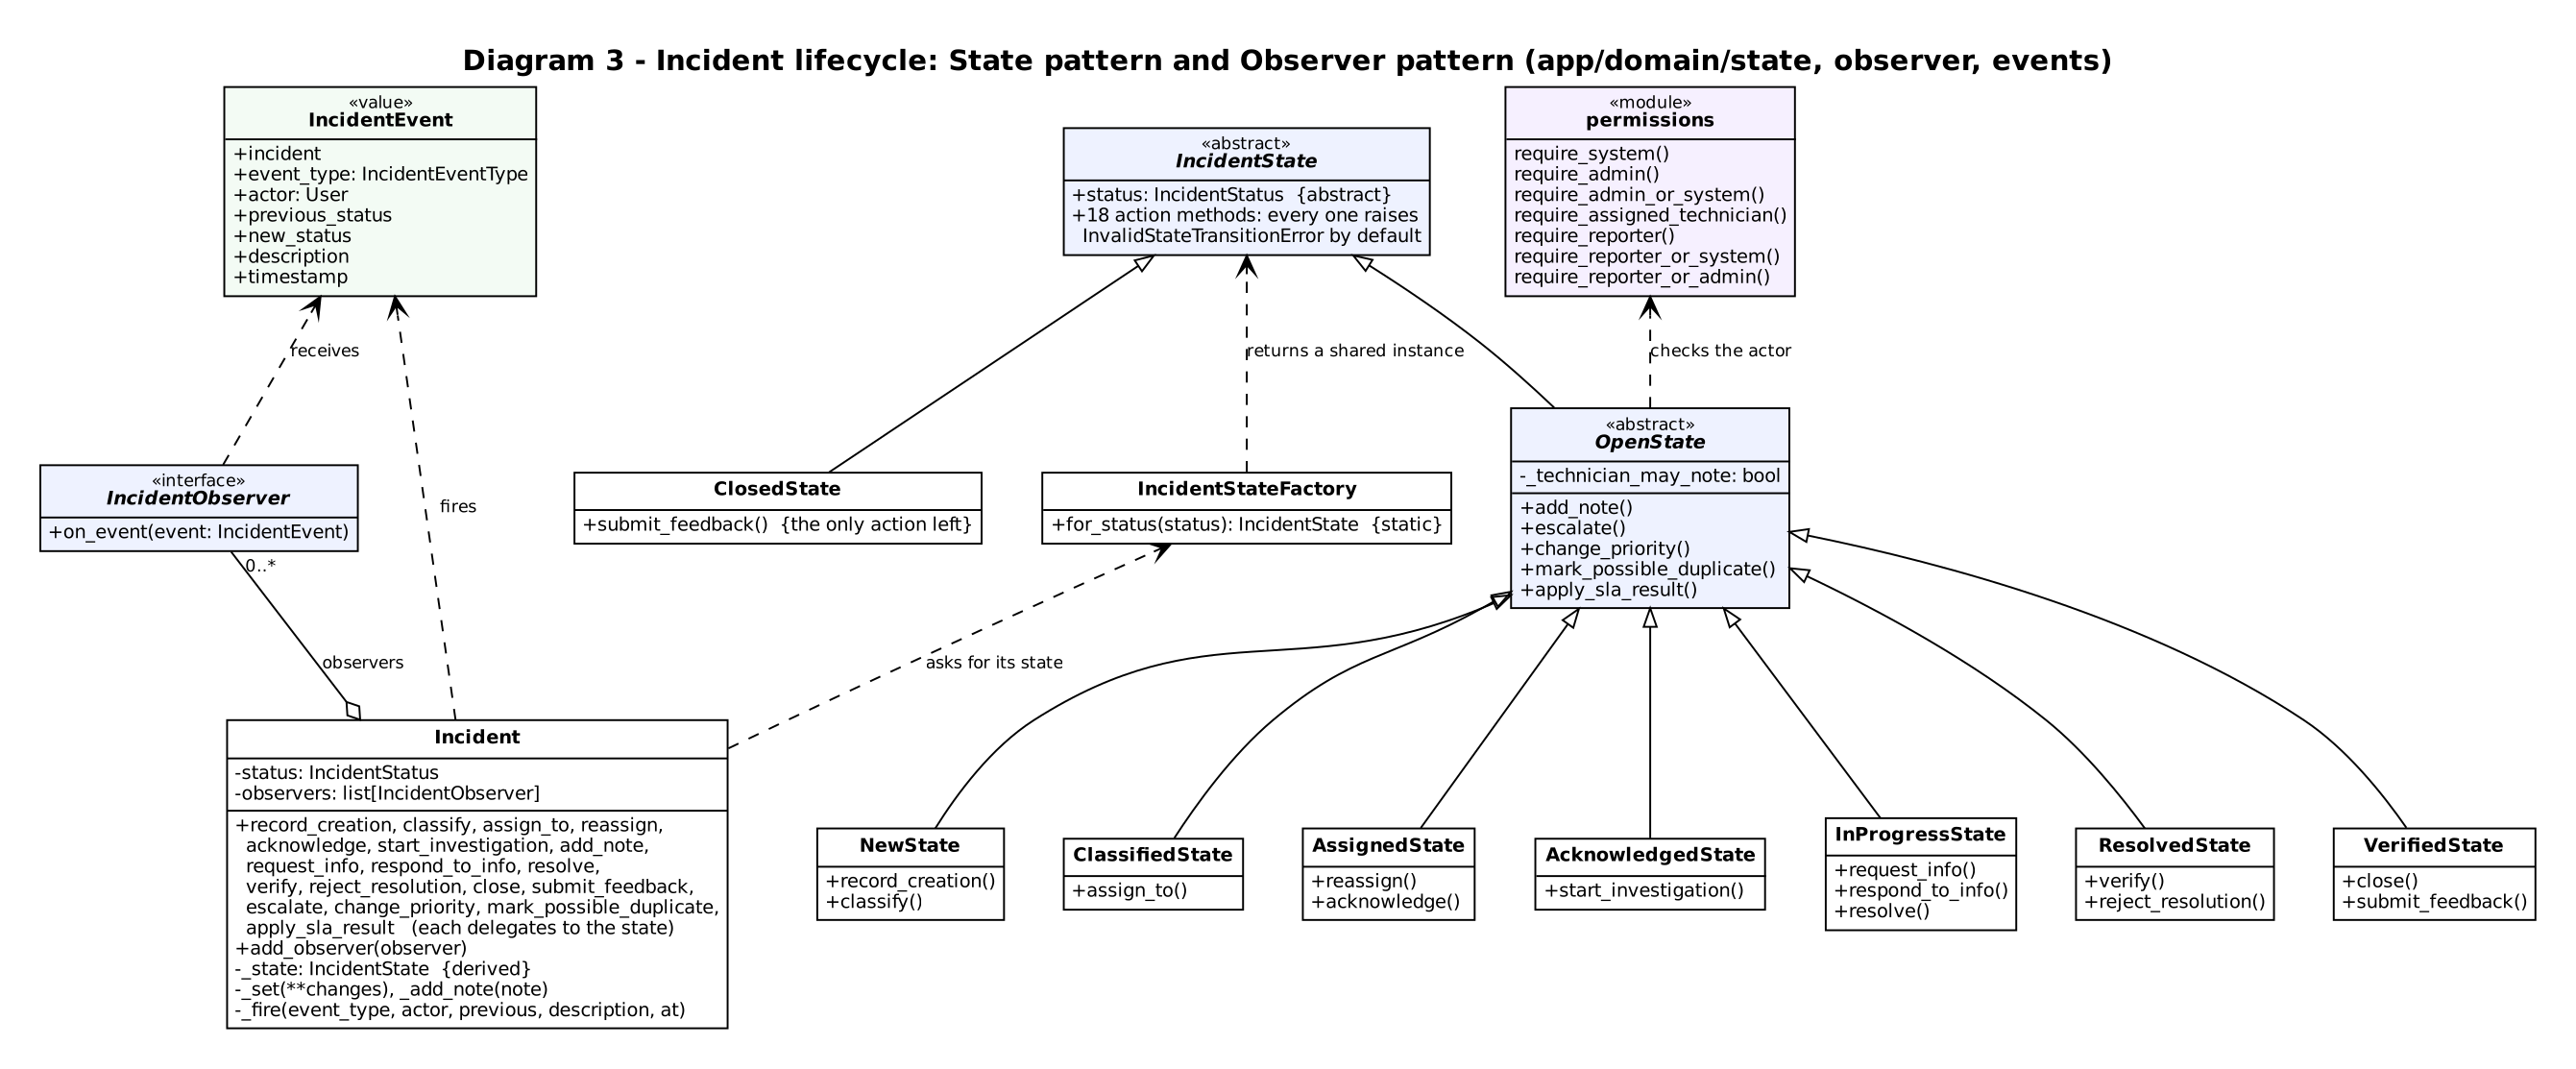 Diagram 3 - Incident lifecycle: State pattern and Observer pattern (app/domain/state, observer, events)
«value»
IncidentEvent
+incident
+event_type: IncidentEventType
+actor: User
+previous_status
+new_status
+description
+timestamp
«abstract»
IncidentState
+status: IncidentStatus  {abstract}
+18 action methods: every one raises
InvalidStateTransitionError by default
«module»
permissions
require_system()
require_admin()
require_admin_or_system()
require_assigned_technician()
require_reporter()
require_reporter_or_system()
require_reporter_or_admin()
receives
returns a shared instance
checks the actor
«interface»
IncidentObserver
+on_event(event: IncidentEvent)
fires
ClosedState
+submit_feedback()  {the only action left}
IncidentStateFactory
+for_status(status): IncidentState  {static}
«abstract»
OpenState
-_technician_may_note: bool
+add_note()
+escalate()
+change_priority()
+mark_possible_duplicate()
+apply_sla_result()
0..*
observers
asks for its state
Incident
-status: IncidentStatus
-observers: list[IncidentObserver]
+record_creation, classify, assign_to, reassign,
acknowledge, start_investigation, add_note,
request_info, respond_to_info, resolve,
verify, reject_resolution, close, submit_feedback,
escalate, change_priority, mark_possible_duplicate,
apply_sla_result   (each delegates to the state)
+add_observer(observer)
-_state: IncidentState  {derived}
-_set(**changes), _add_note(note)
-_fire(event_type, actor, previous, description, at)
NewState
+record_creation()
+classify()
ClassifiedState
+assign_to()
AssignedState
+reassign()
+acknowledge()
AcknowledgedState
+start_investigation()
InProgressState
+request_info()
+respond_to_info()
+resolve()
ResolvedState
+verify()
+reject_resolution()
VerifiedState
+close()
+submit_feedback()